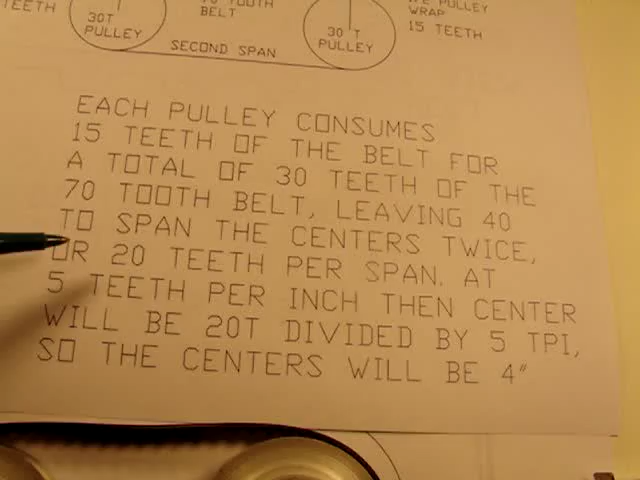 TEETH
30T
PULLEY
70 TOOTH
BELT
SECOND SPAN
30T
PULLEY
PULLEY
WRAP
15 TEETH
EACH PULLEY CONSUMES
15 TEETH OF THE BELT FOR
A TOTAL OF 30 TEETH OF THE
70 TOOTH BELT, LEAVING 40
TO SPAN THE CENTERS TWICE,
OR 20 TEETH PER SPAN. AT
5 TEETH PER INCH THEN CENTER
WILL BE 20T DIVIDED BY 5 TPI,
SO THE CENTERS WILL BE 4"